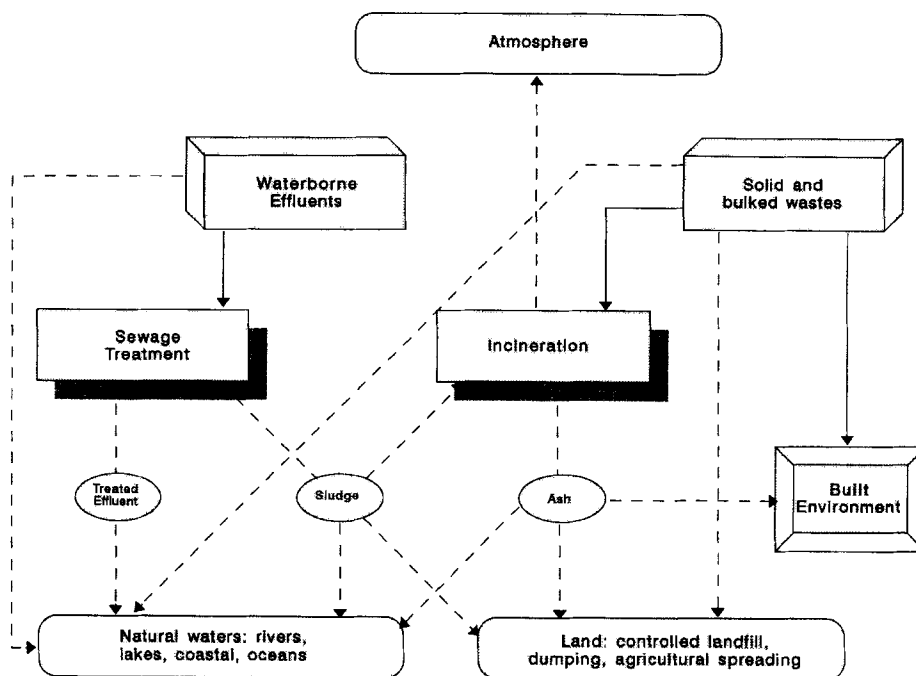 Atmosphere
Waterborne
Effluents
Solid and
bulked wastes
Sewage
Treatment
Incineration
Treated
Effluent
Sludge
Ash
Built
Environment
Natural waters: rivers,
lakes, coastal, oceans
Land: controlled landfill,
dumping, agricultural spreading